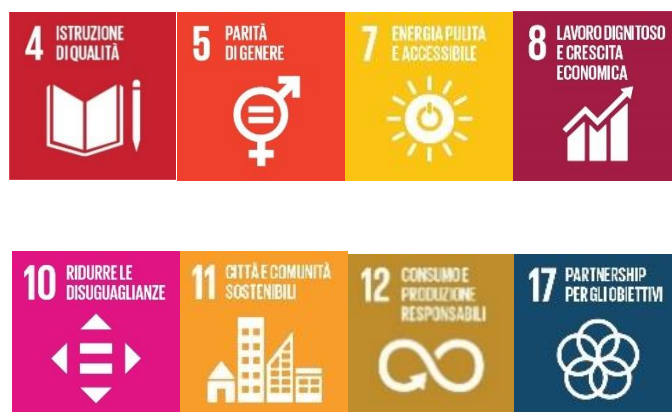 4 ISTRUZIONE
DI QUALITÀ
5 PARITÀ
DI GENERE
7 ENERGIA PULITA
E ACCESSIBILE
8 LAVORO DIGNITOSO
E CRESCITA
ECONOMICA
10 RIDURRE LE
DISUGUAGLIANZE
11 CITTÀ E COMUNITÀ
SOSTENIBILI
12 CONSUMO E
PRODUZIONE
RESPONSABILI
17 PARTNERSHIP
PER GLI OBIETTIVI